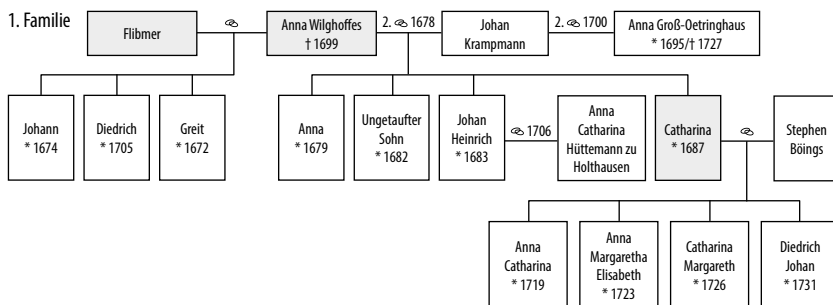 1. Familie
Flibmer
⚭
Anna Wilghoffes
† 1699
2. ⚭ 1678
Johan
Krampmann
2. ⚭ 1700
Anna Groß-Oetringhaus
* 1695/† 1727
Johann
* 1674
Diedrich
* 1705
Greit
* 1672
Anna
* 1679
Ungetaufter
Sohn
* 1682
Johan
Heinrich
* 1683
⚭ 1706
Anna
Catharina
Hüttemann zu
Holthausen
Catharina
* 1687
⚭
Stephen
Böings
Anna
Catharina
* 1719
Anna
Margaretha
Elisabeth
* 1723
Catharina
Margareth
* 1726
Diedrich
Johan
* 1731